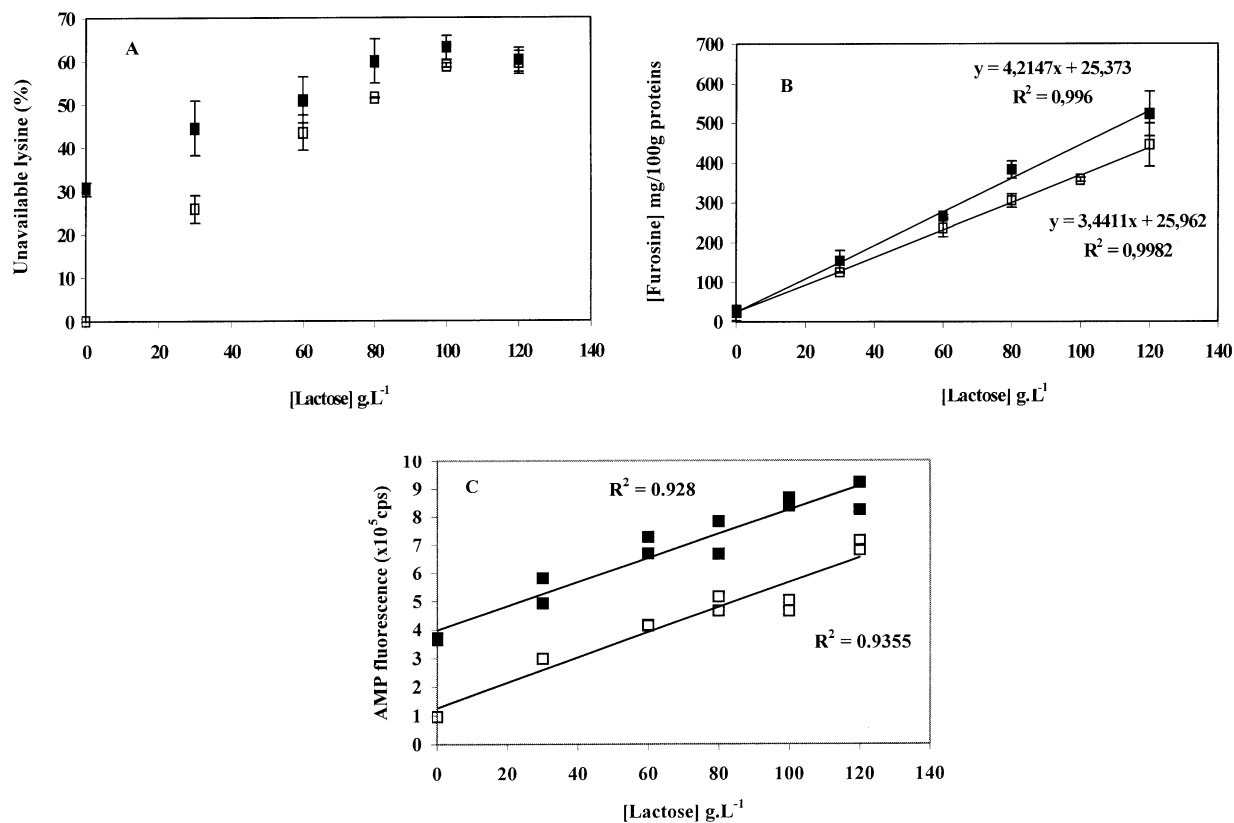 A
Unavailable lysine (%)
70
60
50
40
30
20
10
0
0 20 40 60 80 100 120 140
[Lactose] g.L-1
B
[Furosine] mg/100g proteins
700
600
500
400
300
200
100
0
y = 4,2147x + 25,373
R2 = 0,996
y = 3,4411x + 25,962
R2 = 0,9982
0 20 40 60 80 100 120 140
[Lactose] g.L-1
C
AMP fluorescence (x105cps)
10
9
8
7
6
5
4
3
2
1
0
R2 = 0.928
R2 = 0.9355
0 20 40 60 80 100 120 140
[Lactose] g.L-1